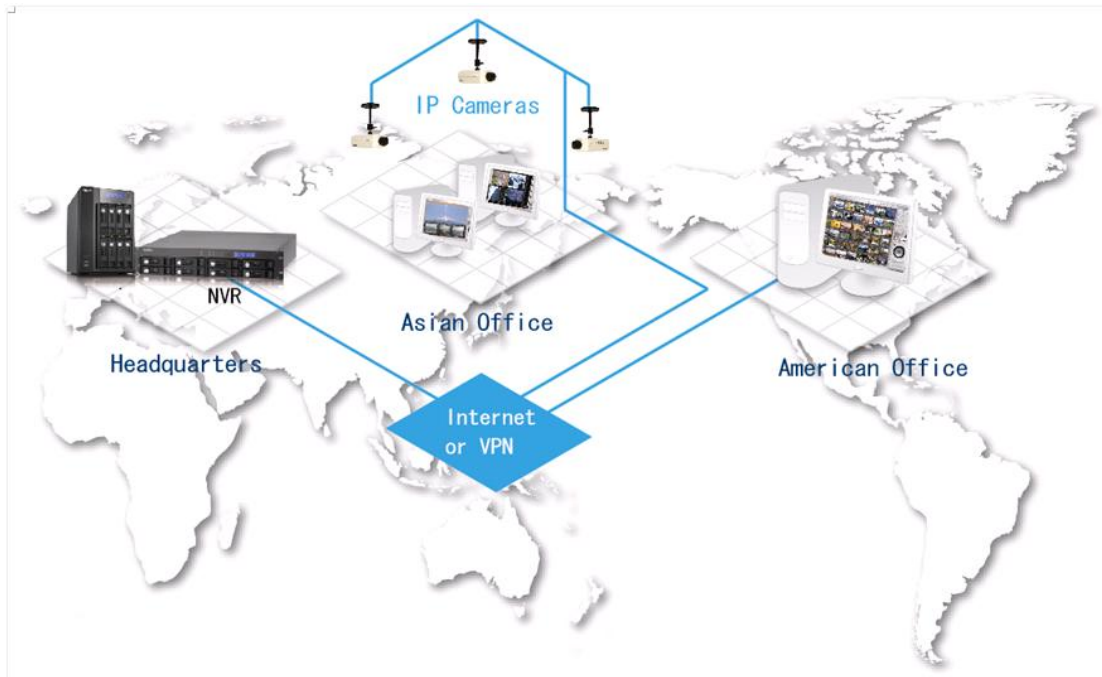 IP Cameras
NVR
Asian Office
Headquarters
American Office
Internet
or VPN